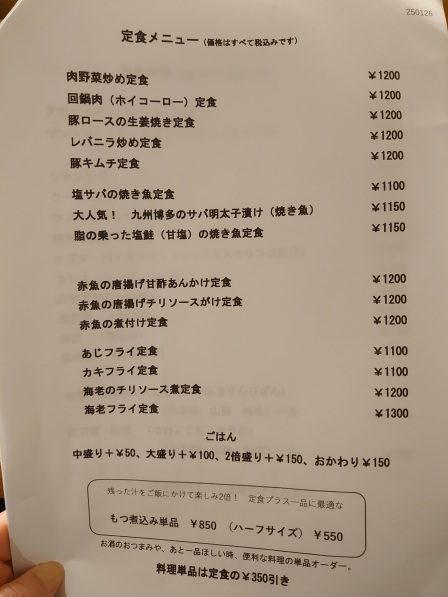 250126
定食メニュー（価格はすべて税込みです）
肉野菜炒め定食 ￥1200
回鍋肉（ホイコーロー）定食 ￥1200
豚ロースの生姜焼き定食 ￥1200
レバニラ炒め定食 ￥1200
豚キムチ定食 ￥1200
塩サバの焼き魚定食 ￥1100
大人気！ 九州博多のサバ明太子漬け（焼き魚） ￥1150
脂の乗った塩鮭（甘塩）の焼き魚定食 ￥1150
赤魚の唐揚げ甘酢あんかけ定食 ￥1200
赤魚の唐揚げチリソースがけ定食 ￥1200
赤魚の煮付け定食 ￥1200
あじフライ定食 ￥1100
カキフライ定食 ￥1100
海老のチリソース煮定食 ￥1200
海老フライ定食 ￥1300
ごはん
中盛り＋￥50、大盛り＋￥100、2倍盛り＋￥150、おかわり￥150
残った汁をご飯にかけて楽しみ2倍！ 定食プラス一品に最適な
もつ煮込み単品 ￥850 （ハーフサイズ） ￥550
お酒のおつまみや、あと一品ほしい時、便利な料理の単品オーダー。
料理単品は定食の￥350引き